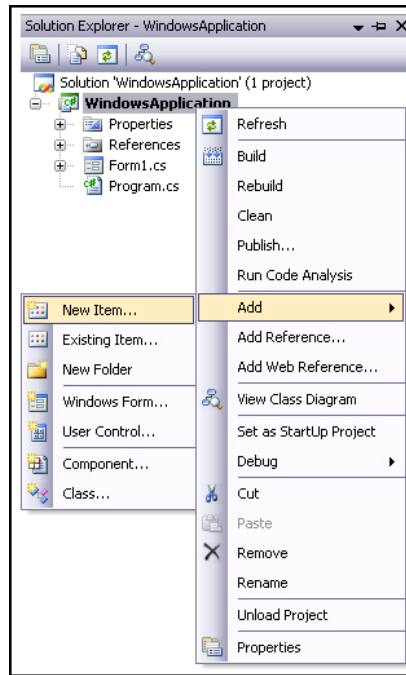 Solution Explorer - WindowsApplication
Solution 'WindowsApplication' (1 project)
WindowsApplication
Properties
References
Form1.cs
Program.cs
Refresh
Build
Rebuild
Clean
Publish...
Run Code Analysis
Add
Add Reference...
Add Web Reference...
View Class Diagram
Set as StartUp Project
Debug
Cut
Paste
Remove
Rename
Unload Project
Properties
New Item...
Existing Item...
New Folder
Windows Form...
User Control...
Component...
Class...